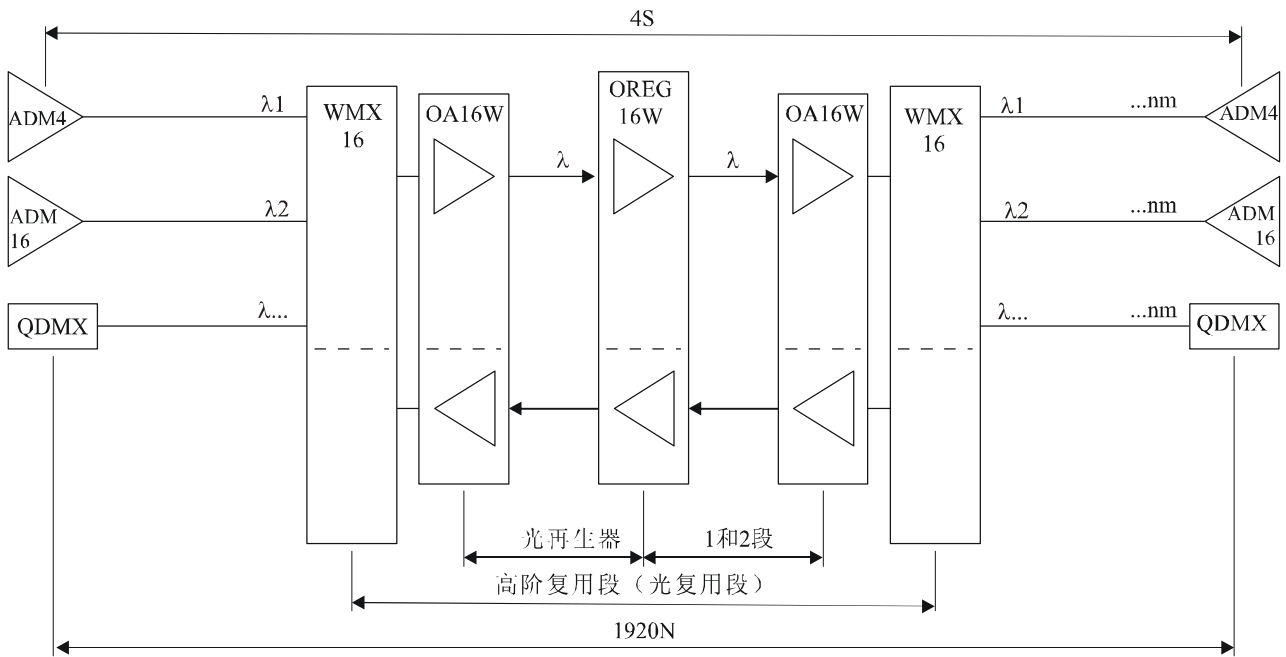 4S
ADM4
λ1
WMX
16
OA16W
OREG
16W
OA16W
WMX
16
λ1
...nm
ADM4
λ
λ
ADM
16
λ2
λ2
...nm
ADM
16
QDMX
λ...
λ...
...nm
QDMX
光再生器
1和2段
高阶复用段（光复用段）
1920N